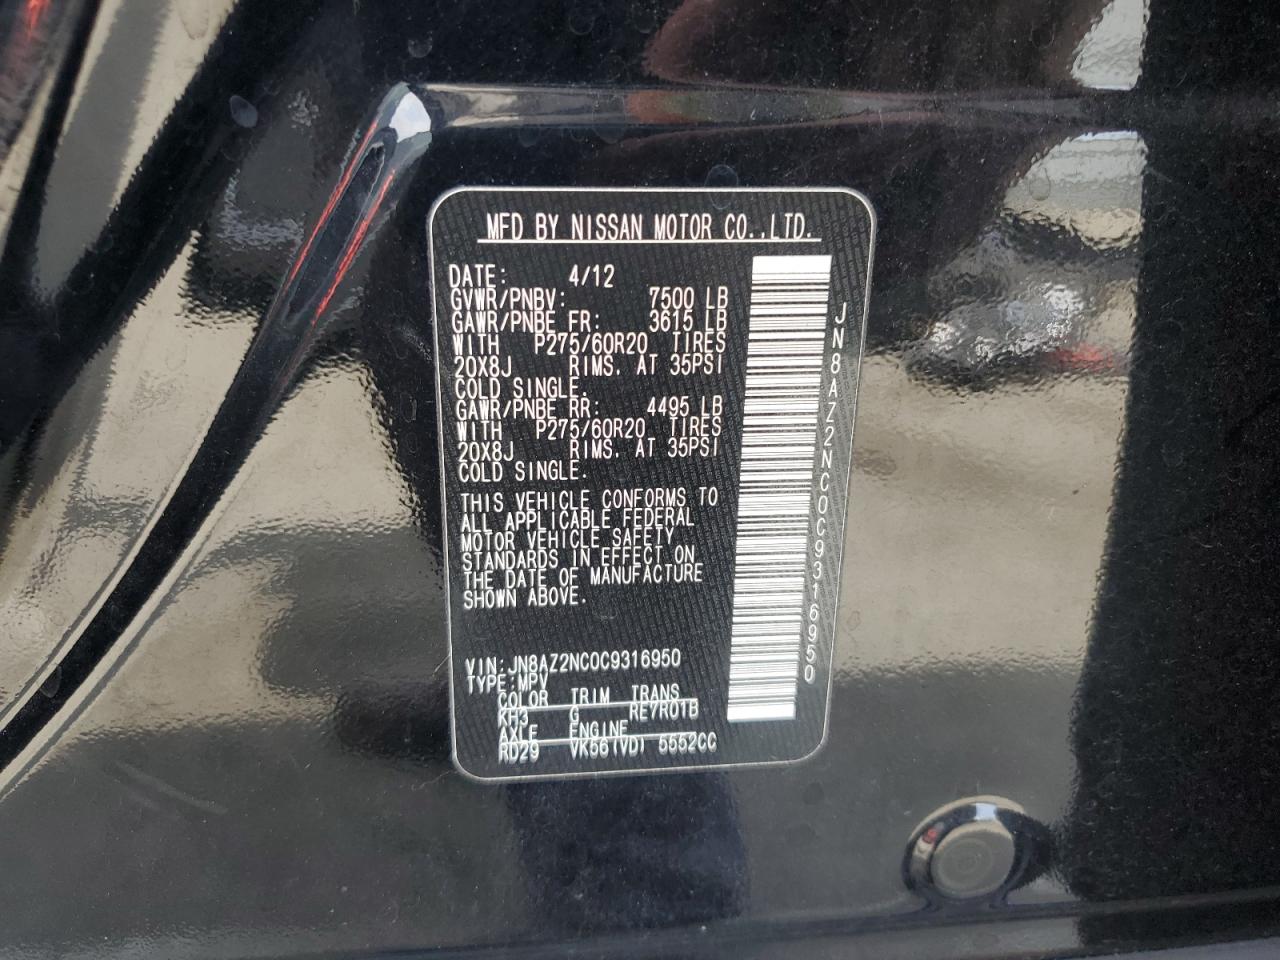 MFD BY NISSAN MOTOR CO.,LTD.
DATE: 4/12
GVWR/PNBV: 7500 LB
GAWR/PNBE FR: 3615 LB
WITH P275/60R20 TIRES
20X8J RIMS. AT 35PSI
COLD SINGLE.
GAWR/PNBE RR: 4495 LB
WITH P275/60R20 TIRES
20X8J RIMS. AT 35PSI
COLD SINGLE.
THIS VEHICLE CONFORMS TO
ALL APPLICABLE FEDERAL
MOTOR VEHICLE SAFETY
STANDARDS IN EFFECT ON
THE DATE OF MANUFACTURE
SHOWN ABOVE.
VIN:JN8AZ2NC0C9316950
TYPE:MPV
COLOR TRIM TRANS
KH3 G RE7R01B
AXLE ENGINE
RD29 VK56(VD) 5552CC
JN8AZ2NC0C9316950